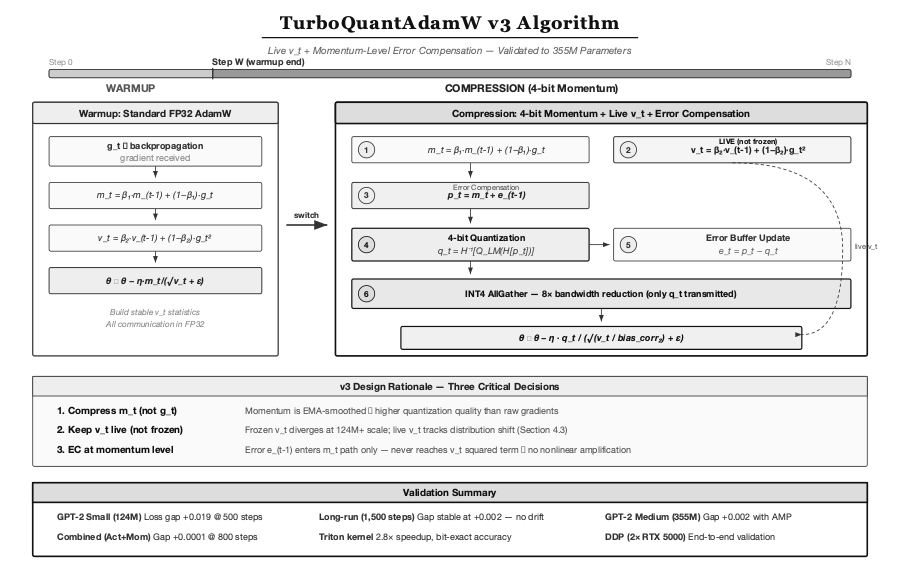 TurboQuantAdamW v3 Algorithm
Live v_t + Momentum-Level Error Compensation — Validated to 355M Parameters
Step 0
Step W (warmup end)
Step N
WARMUP
COMPRESSION (4-bit Momentum)
Warmup: Standard FP32 AdamW
g_t □ backpropagation
gradient received
m_t = β₁·m_(t-1) + (1–β₁)·g_t
v_t = β₂·v_(t-1) + (1–β₂)·g_t²
θ □ θ – η·m_t/(√v_t + ε)
Build stable v_t statistics
All communication in FP32
switch
Compression: 4-bit Momentum + Live v_t + Error Compensation
1
m_t = β₁·m_(t-1) + (1–β₁)·g_t
2
LIVE (not frozen)
v_t = β₂·v_(t-1) + (1–β₂)·g_t²
3
Error Compensation
p_t = m_t + e_(t-1)
4
4-bit Quantization
q_t = H⁻¹[Q_LM(H[p_t])]
5
Error Buffer Update
e_t = p_t – q_t
live v_t
6
INT4 AllGather — 8× bandwidth reduction (only q_t transmitted)
θ □ θ – η · q_t / (√(v_t / bias_corr₂) + ε)
v3 Design Rationale — Three Critical Decisions
1. Compress m_t (not g_t)
Momentum is EMA-smoothed □ higher quantization quality than raw gradients
2. Keep v_t live (not frozen)
Frozen v_t diverges at 124M+ scale; live v_t tracks distribution shift (Section 4.3)
3. EC at momentum level
Error e_(t-1) enters m_t path only — never reaches v_t squared term □ no nonlinear amplification
Validation Summary
GPT-2 Small (124M) Loss gap +0.019 @ 500 steps
Long-run (1,500 steps) Gap stable at +0.002 — no drift
GPT-2 Medium (355M) Gap +0.002 with AMP
Combined (Act+Mom) Gap +0.0001 @ 800 steps
Triton kernel 2.8× speedup, bit-exact accuracy
DDP (2× RTX 5000) End-to-end validation